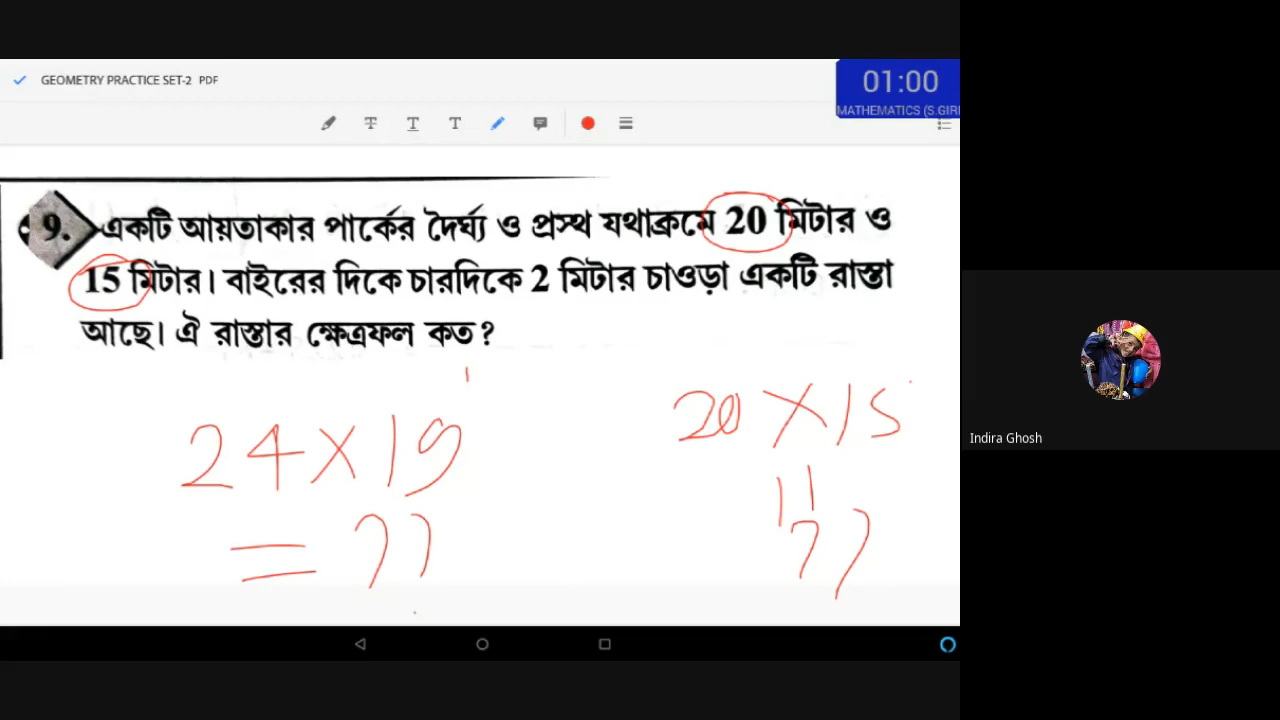 GEOMETRY PRACTICE SET-2 PDF
01:00
MATHEMATICS (S.GIRI
T T T
9. একটি আয়তাকার পার্কের দৈর্ঘ্য ও প্রস্থ যথাক্রমে 20 মিটার ও
15 মিটার। বাইরের দিকে চারদিকে 2 মিটার চাওড়া একটি রাস্তা
আছে। ঐ রাস্তার ক্ষেত্রফল কত?
24 X 19
= ??
20 X 15
??
Indira Ghosh